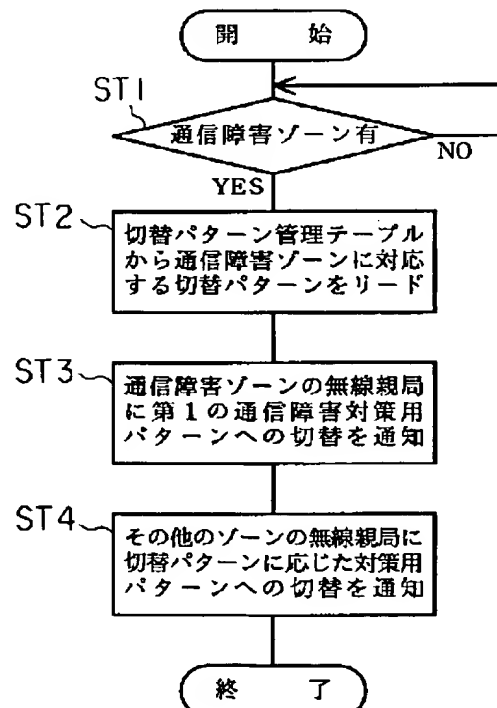 開始
ST1
通信障害ゾーン有
NO
YES
ST2
切替パターン管理テーブル
から通信障害ゾーンに対応
する切替パターンをリード
ST3
通信障害ゾーンの無線親局
に第1の通信障害対策用
パターンへの切替を通知
ST4
その他のゾーンの無線親局に
切替パターンに応じた対策用
パターンへの切替を通知
終了